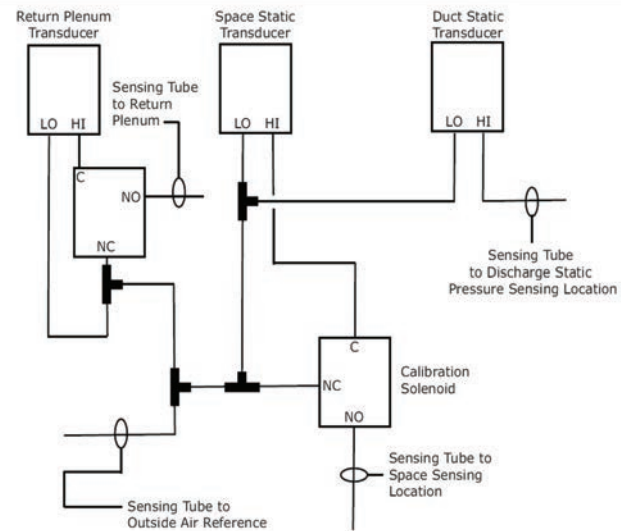 Return Plenum
Transducer
Space Static
Transducer
Duct Static
Transducer
Sensing Tube
to Return
Plenum
LO HI
LO HI
LO HI
C
NO
NC
Sensing Tube
to Discharge Static
Pressure Sensing Location
C
NC
NO
Calibration
Solenoid
Sensing Tube to
Space Sensing
Location
Sensing Tube to
Outside Air Reference